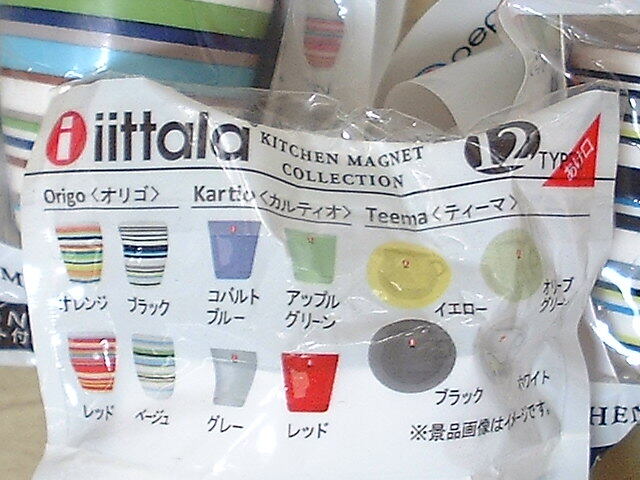 i iittala KITCHEN MAGNET COLLECTION 12 TYPE
あけ口
Origo〈オリゴ〉 Kartio〈カルティオ〉 Teema〈ティーマ〉
オレンジ ブラック コバルトブルー アップルグリーン イエロー オリーブグリーン
レッド ベージュ グレー レッド ブラック ホワイト
※景品画像はイメージです。